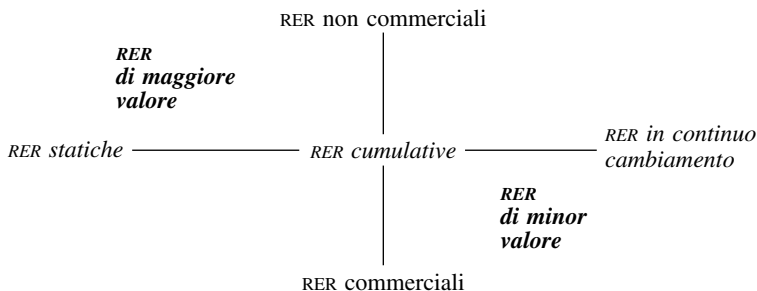 RER non commerciali
RER
di maggiore
valore
RER statiche
RER cumulative
RER in continuo
cambiamento
RER
di minor
valore
RER commerciali